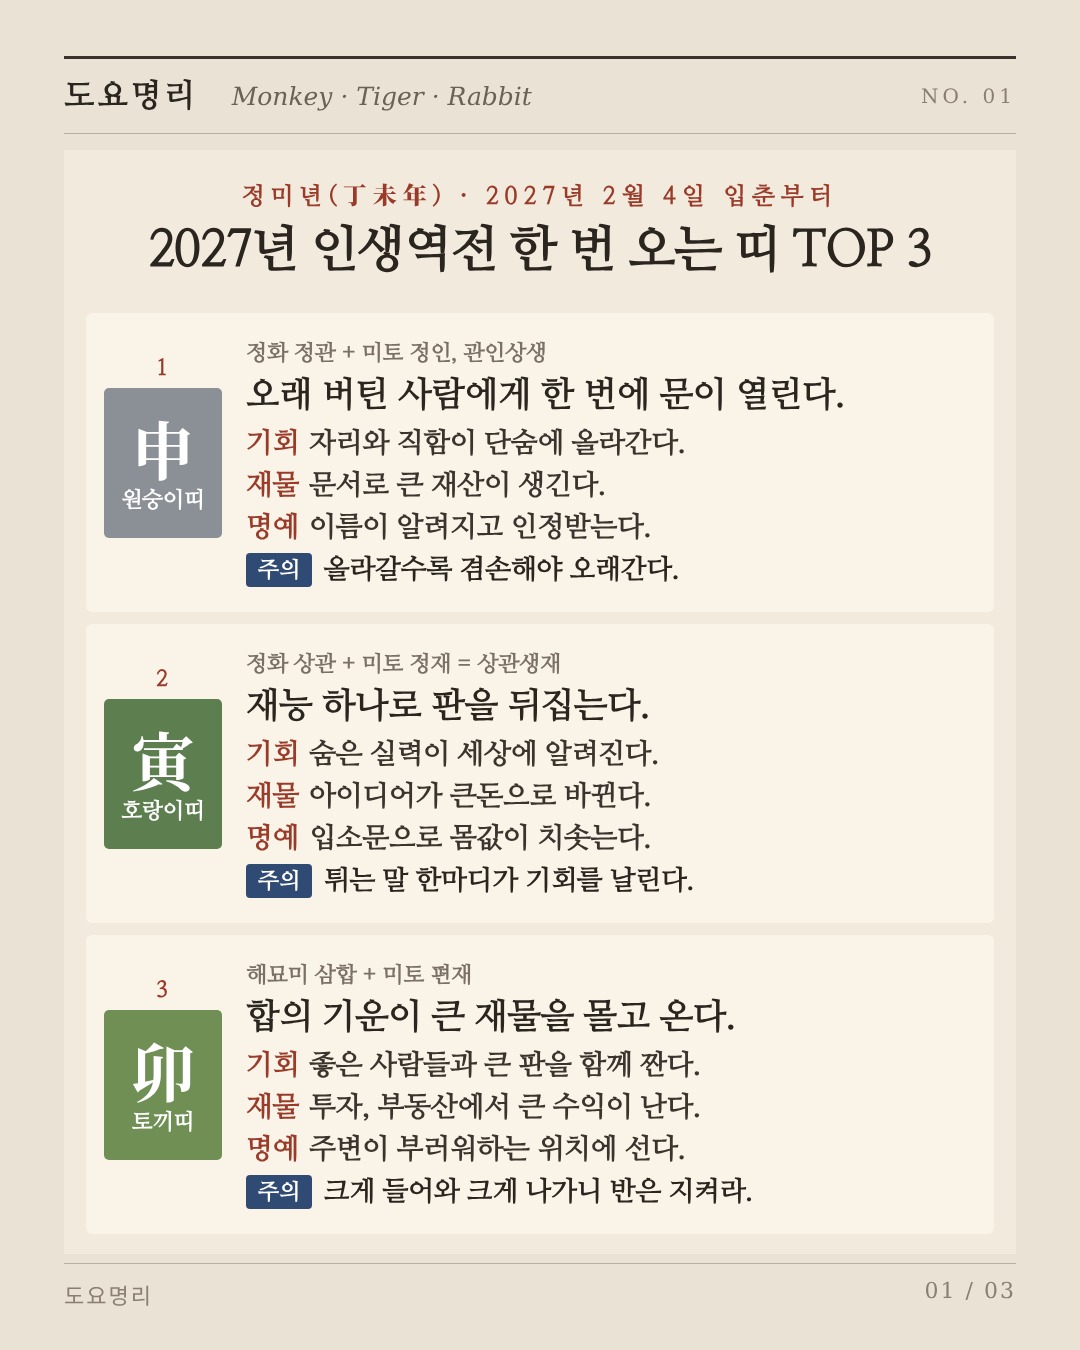 도요명리 Monkey · Tiger · Rabbit NO. 01
정미년(丁未年) · 2027년 2월 4일 입춘부터
2027년 인생역전 한 번 오는 띠 TOP 3
1
申
원숭이띠
정화 정관 + 미토 정인, 관인상생
오래 버틴 사람에게 한 번에 문이 열린다.
기회 자리와 직함이 단숨에 올라간다.
재물 문서로 큰 재산이 생긴다.
명예 이름이 알려지고 인정받는다.
주의 올라갈수록 겸손해야 오래간다.
2
寅
호랑이띠
정화 상관 + 미토 정재 = 상관생재
재능 하나로 판을 뒤집는다.
기회 숨은 실력이 세상에 알려진다.
재물 아이디어가 큰돈으로 바뀐다.
명예 입소문으로 몸값이 치솟는다.
주의 튀는 말 한마디가 기회를 날린다.
3
卯
토끼띠
해묘미 삼합 + 미토 편재
합의 기운이 큰 재물을 몰고 온다.
기회 좋은 사람들과 큰 판을 함께 짠다.
재물 투자, 부동산에서 큰 수익이 난다.
명예 주변이 부러워하는 위치에 선다.
주의 크게 들어와 크게 나가니 반은 지켜라.
도요명리 01 / 03